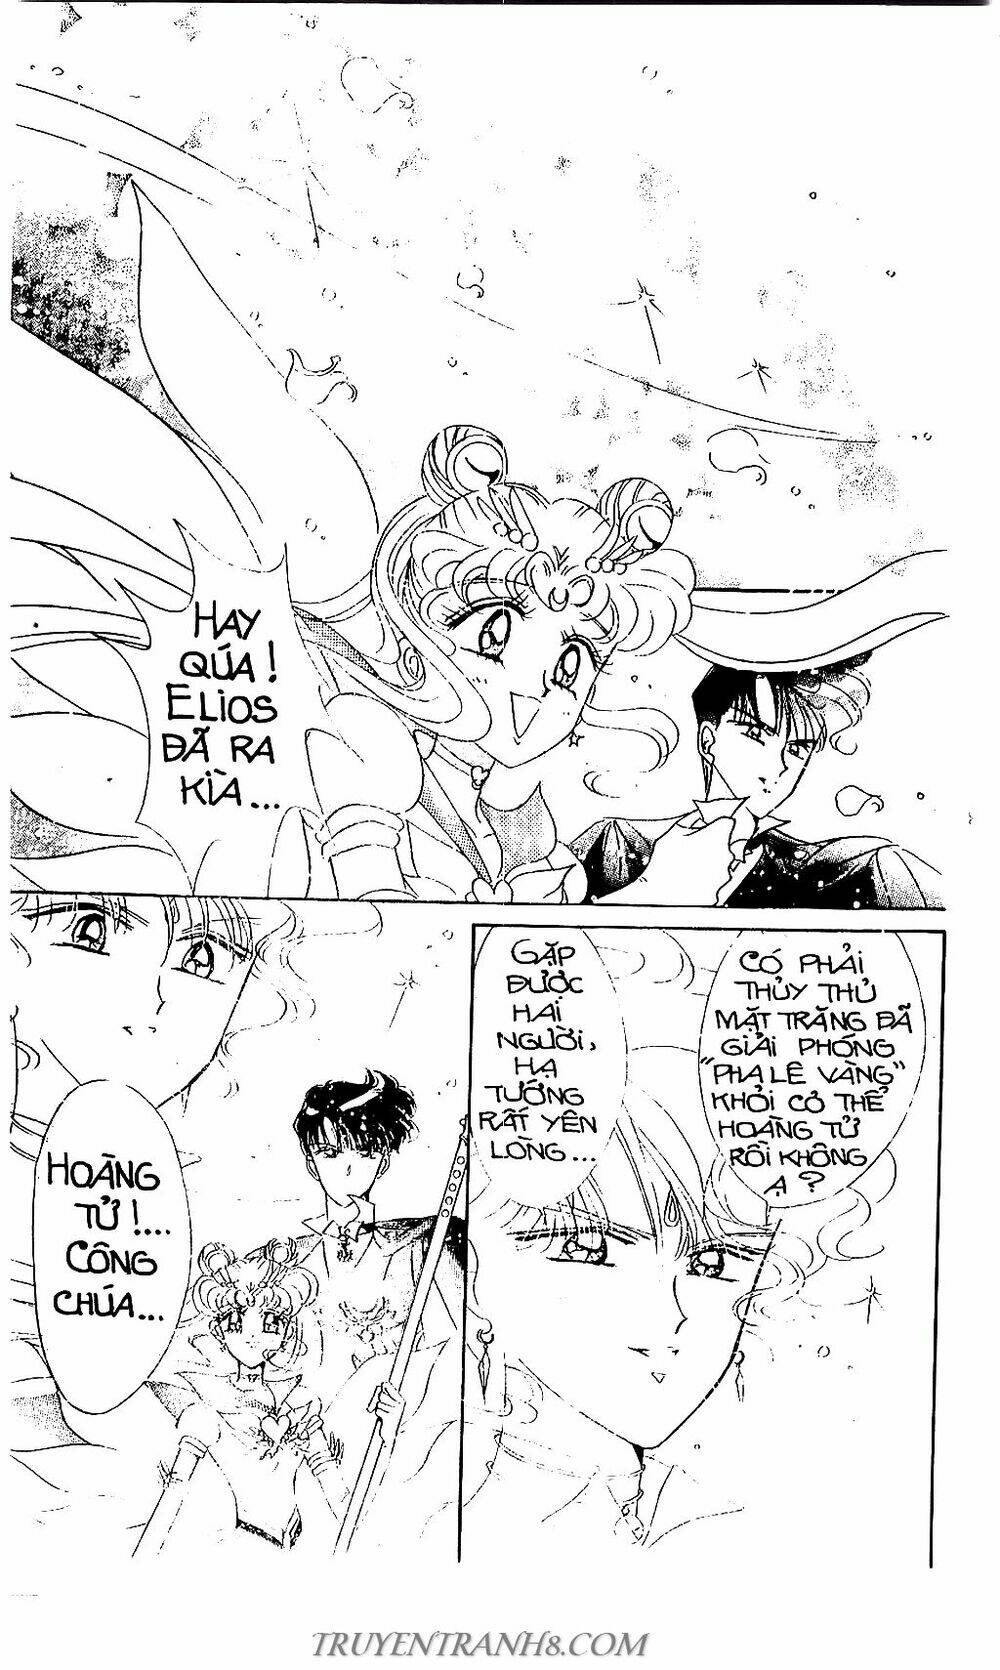 HAY
QÚA!
ELIOS
ĐÃ RA
KÌA...
GẶP
ĐƯỢC
HAI
NGƯỜI,
HẠ
TƯỚNG
RẤT YÊN
LÒNG...
CÓ PHẢI
THỦY THỦ
MẶT TRĂNG ĐÃ
GIẢI PHÓNG
"PHA LÊ VÀNG"
KHỎI CƠ THỂ
HOÀNG TỬ
RỒI KHÔNG
Ạ?
HOÀNG
TỬ!...
CÔNG
CHÚA...
TRUYENTRANH8.COM